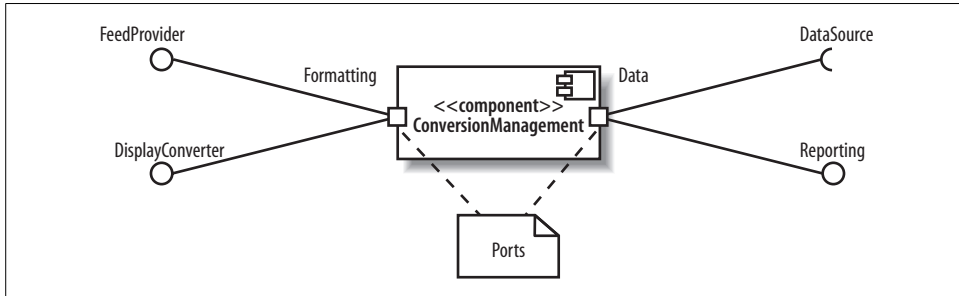 FeedProvider
DataSource
Formatting
Data
<<component>>
ConversionManagement
DisplayConverter
Reporting
Ports